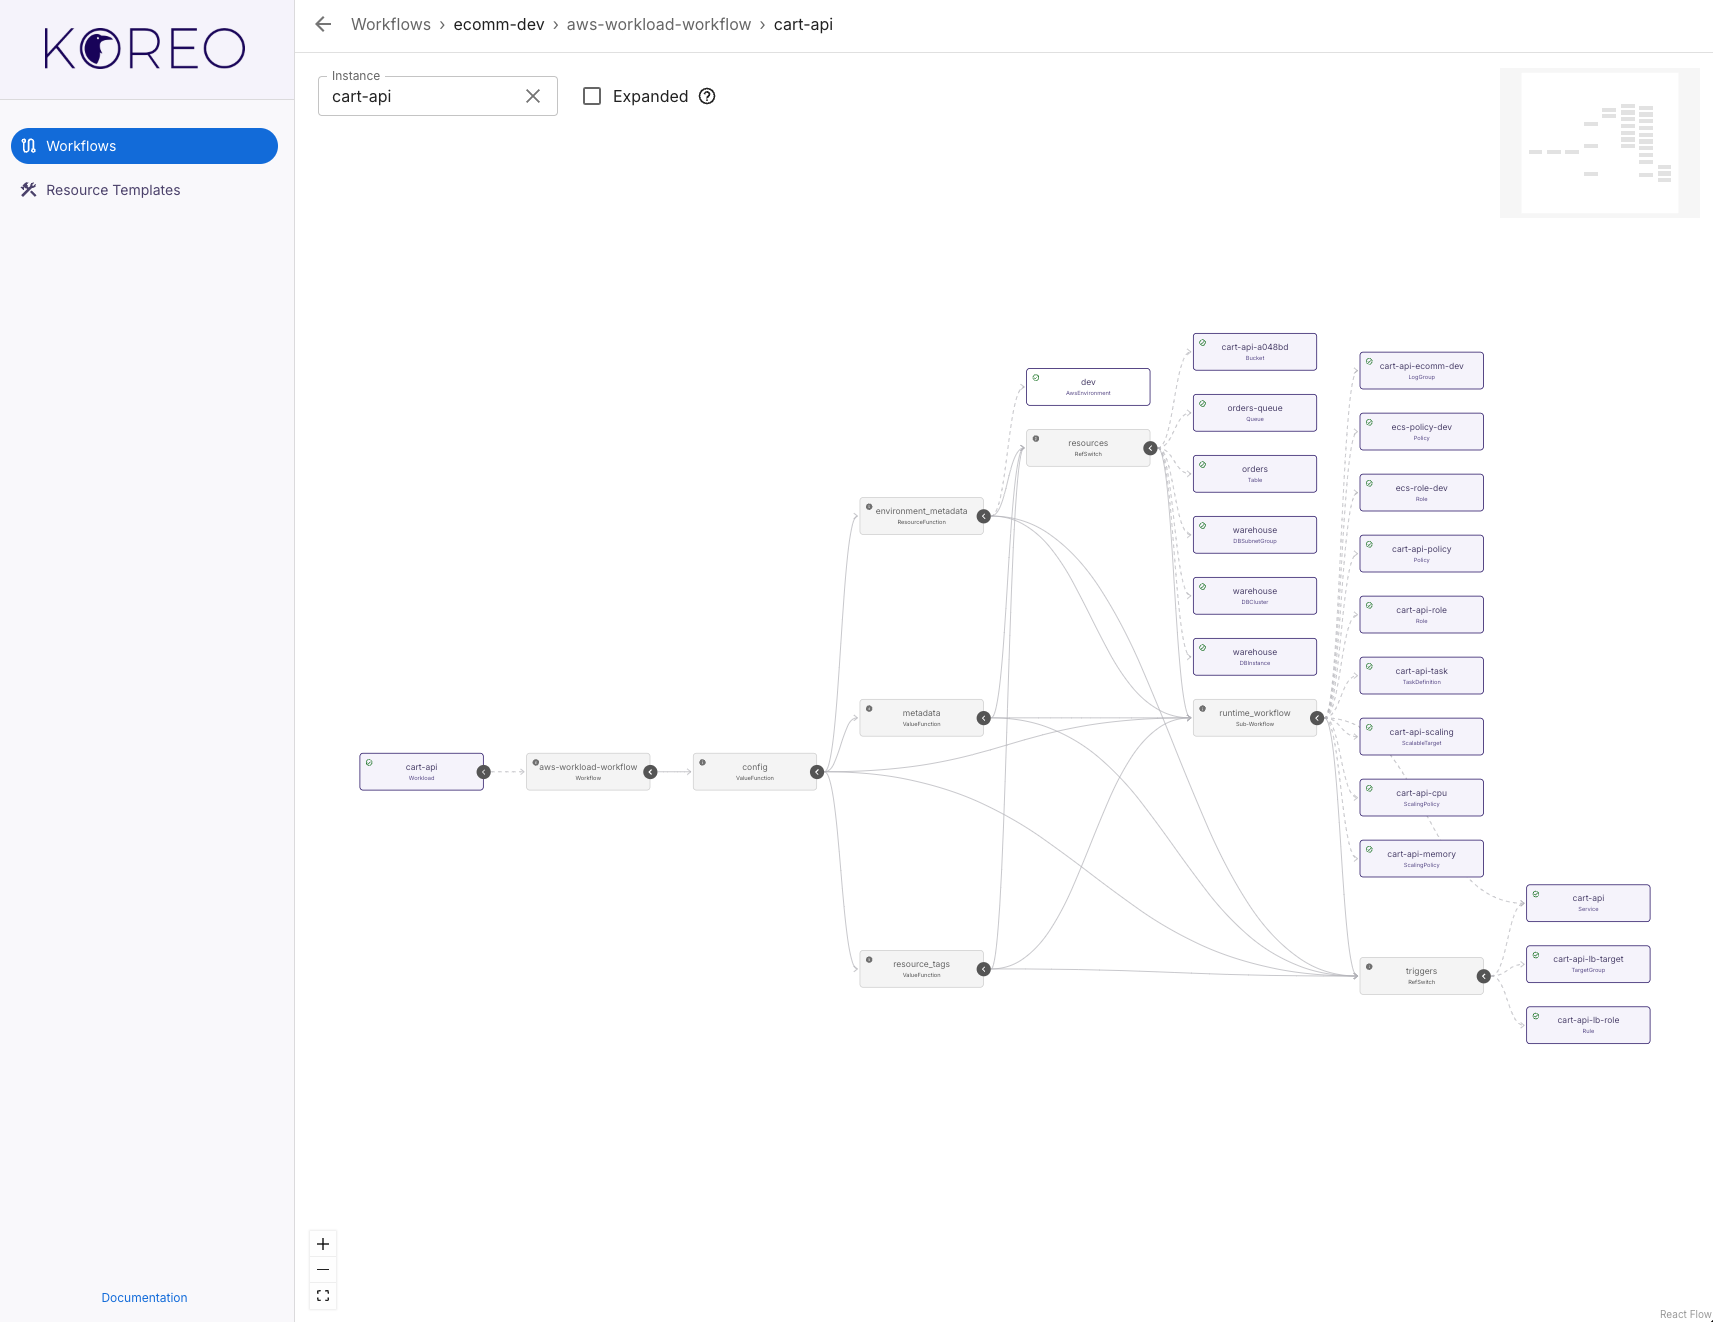 KOREO
Workflows
Resource Templates
Documentation
Workflows › ecomm-dev › aws-workload-workflow › cart-api
Instance
cart-api
Expanded
cart-api
Workload
aws-workload-workflow
Workflow
config
ValueFunction
environment_metadata
ResourceFunction
metadata
ValueFunction
resource_tags
ValueFunction
dev
AwsEnvironment
resources
RefSwitch
cart-api-a048bd
Bucket
orders-queue
Queue
orders
Table
warehouse
DBSubnetGroup
warehouse
DBCluster
warehouse
DBInstance
runtime_workflow
Sub-Workflow
cart-api-ecomm-dev
LogGroup
ecs-policy-dev
Policy
ecs-role-dev
Role
cart-api-policy
Policy
cart-api-role
Role
cart-api-task
TaskDefinition
cart-api-scaling
ScalableTarget
cart-api-cpu
ScalingPolicy
cart-api-memory
ScalingPolicy
triggers
RefSwitch
cart-api
Service
cart-api-lb-target
TargetGroup
cart-api-lb-role
Rule
React Flow